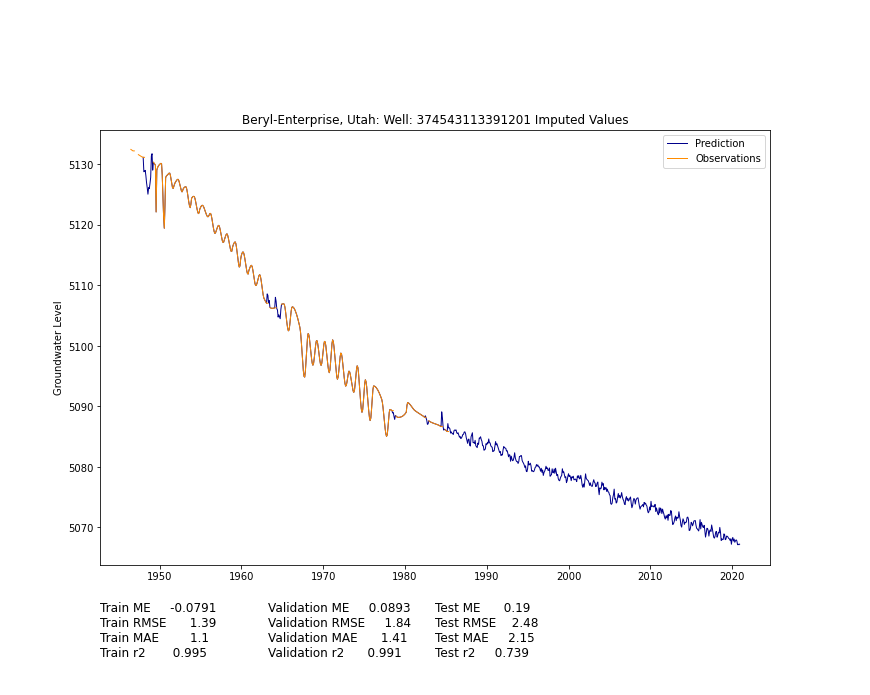 Beryl-Enterprise, Utah: Well: 374543113391201 Imputed Values
Prediction
Observations
Groundwater Level
5130
5120
5110
5100
5090
5080
5070
1950 1960 1970 1980 1990 2000 2010 2020
Train ME -0.0791 Validation ME 0.0893 Test ME 0.19
Train RMSE 1.39 Validation RMSE 1.84 Test RMSE 2.48
Train MAE 1.1 Validation MAE 1.41 Test MAE 2.15
Train r2 0.995 Validation r2 0.991 Test r2 0.739